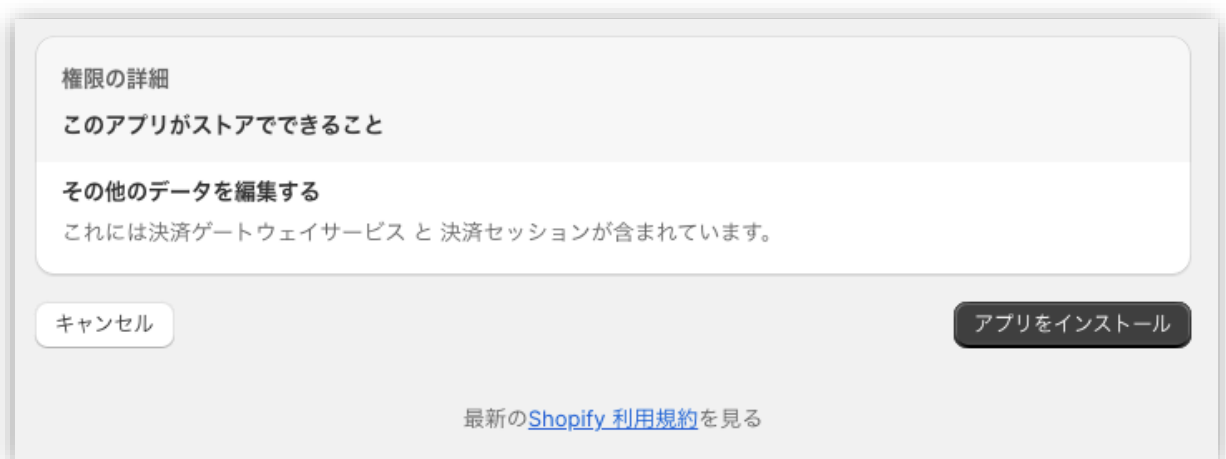 権限の詳細
このアプリがストアでできること
その他のデータを編集する
これには決済ゲートウェイサービス と 決済セッションが含まれています。
キャンセル
アプリをインストール
最新のShopify 利用規約を見る